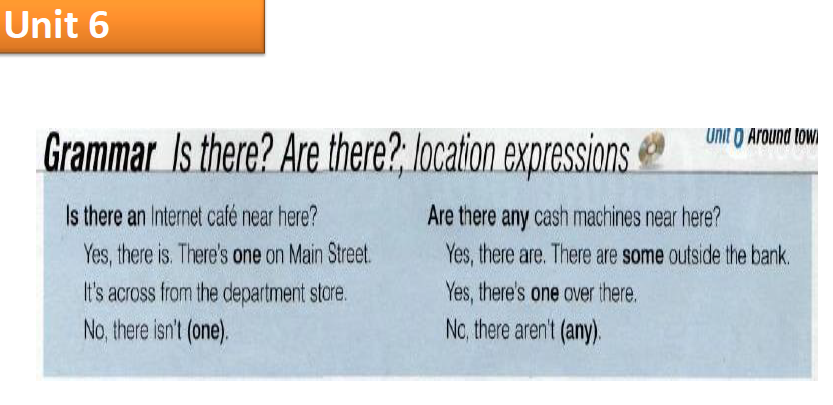 Unit 6
Grammar Is there? Are there?; location expressions
Unit 6 Around town
Is there an Internet café near here?
Yes, there is. There's one on Main Street.
It's across from the department store.
No, there isn't (one).
Are there any cash machines near here?
Yes, there are. There are some outside the bank.
Yes, there's one over there.
No, there aren't (any).